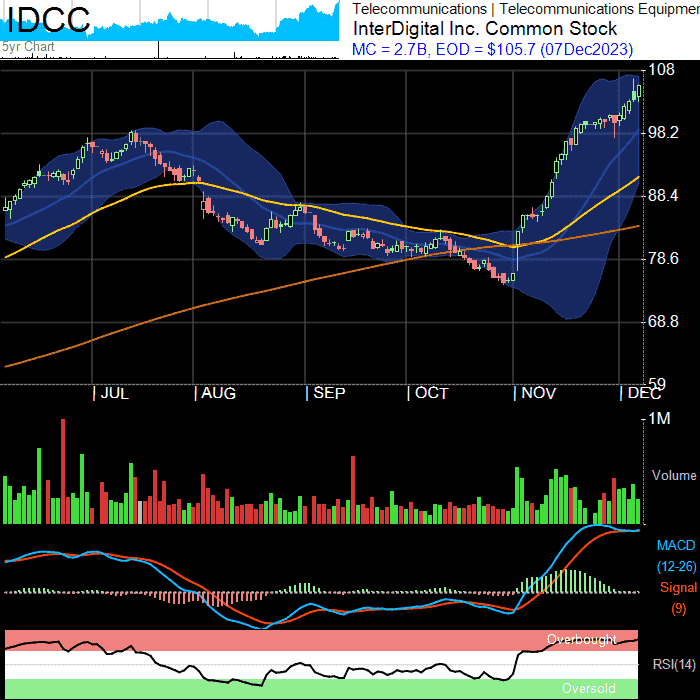 IDCC
5yr Chart
Telecommunications | Telecommunications Equipmen
InterDigital Inc. Common Stock
MC = 2.7B, EOD = $105.7 (07Dec2023)
108
98.2
88.4
78.6
68.8
59
| JUL | AUG | SEP | OCT | NOV | DEC
1M
Volume
MACD
(12-26)
Signal
(9)
Overbought
RSI(14)
Oversold